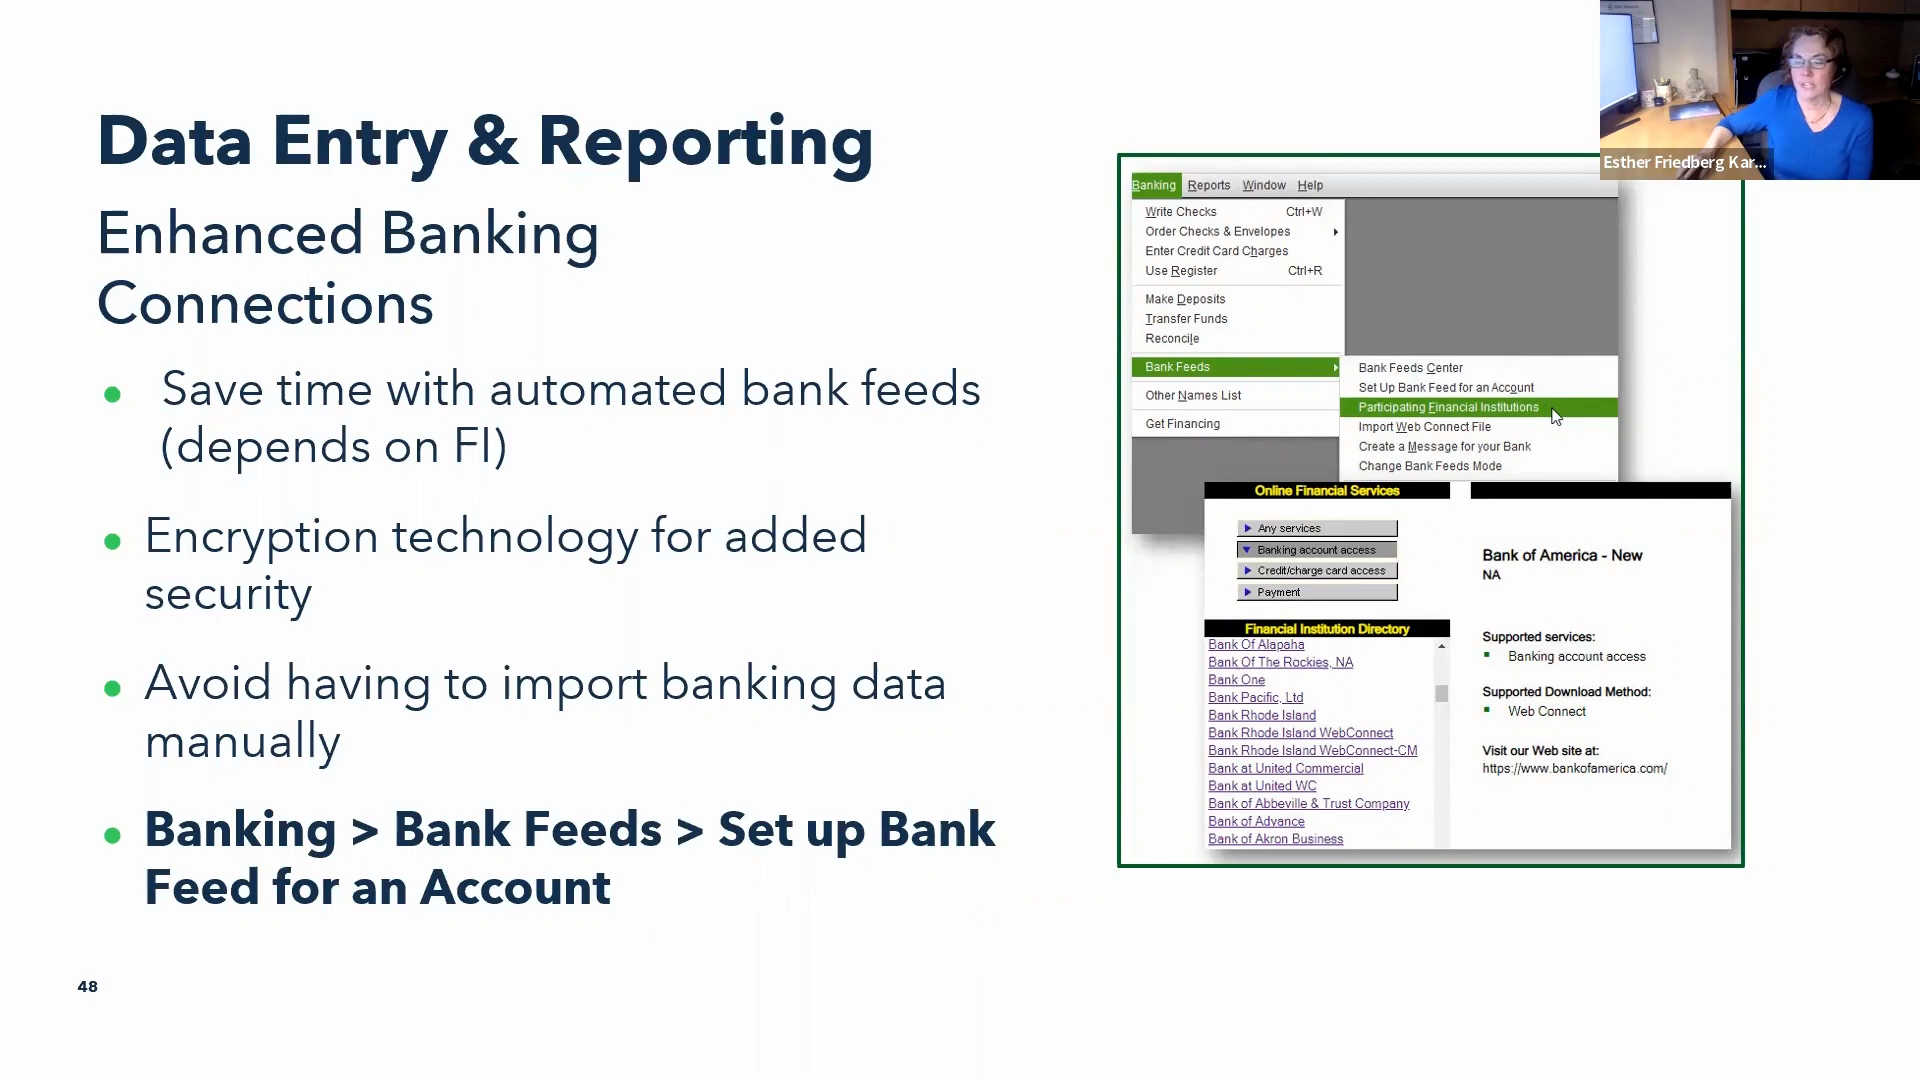 Data Entry & Reporting
Enhanced Banking
Connections
Save time with automated bank feeds
(depends on FI)
Encryption technology for added
security
Avoid having to import banking data
manually
Banking > Bank Feeds > Set up Bank
Feed for an Account
48
Banking Reports Window Help
Write Checks Ctrl+W
Order Checks & Envelopes
Enter Credit Card Charges
Use Register Ctrl+R
Make Deposits
Transfer Funds
Reconcile
Bank Feeds
Other Names List
Get Financing
Bank Feeds Center
Set Up Bank Feed for an Account
Participating Financial Institutions
Import Web Connect File
Create a Message for your Bank
Change Bank Feeds Mode
Online Financial Services
Any services
Banking account access
Credit/charge card access
Payment
Financial Institution Directory
Bank Of Alapaha
Bank Of The Rockies, NA
Bank One
Bank Pacific, Ltd
Bank Rhode Island
Bank Rhode Island WebConnect
Bank Rhode Island WebConnect-CM
Bank at United Commercial
Bank at United WC
Bank of Abbeville & Trust Company
Bank of Advance
Bank of Akron Business
Bank of America - New
NA
Supported services:
Banking account access
Supported Download Method:
Web Connect
Visit our Web site at:
https://www.bankofamerica.com/
Esther Friedberg Kar...